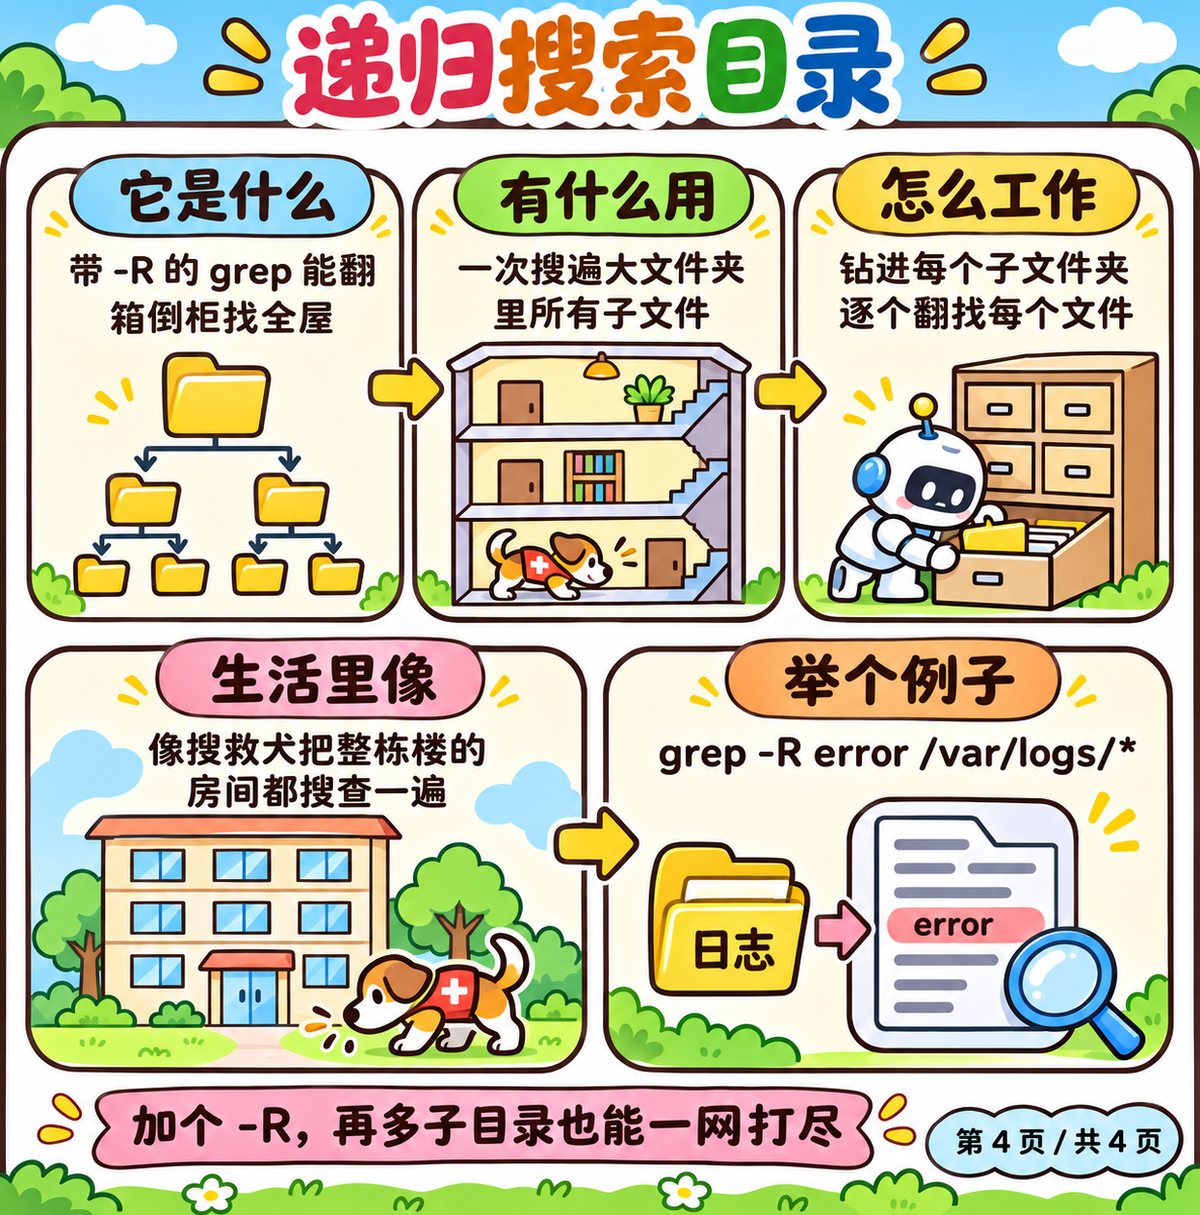 递归搜索目录
它是什么
带 -R 的 grep 能翻
箱倒柜找全屋
有什么用
一次搜遍大文件夹
里所有子文件
怎么工作
钻进每个子文件夹
逐个翻找每个文件
生活里像
像搜救犬把整栋楼的
房间都搜查一遍
举个例子
grep -R error /var/logs/*
日志
error
加个 -R，再多子目录也能一网打尽
第 4 页 / 共 4 页